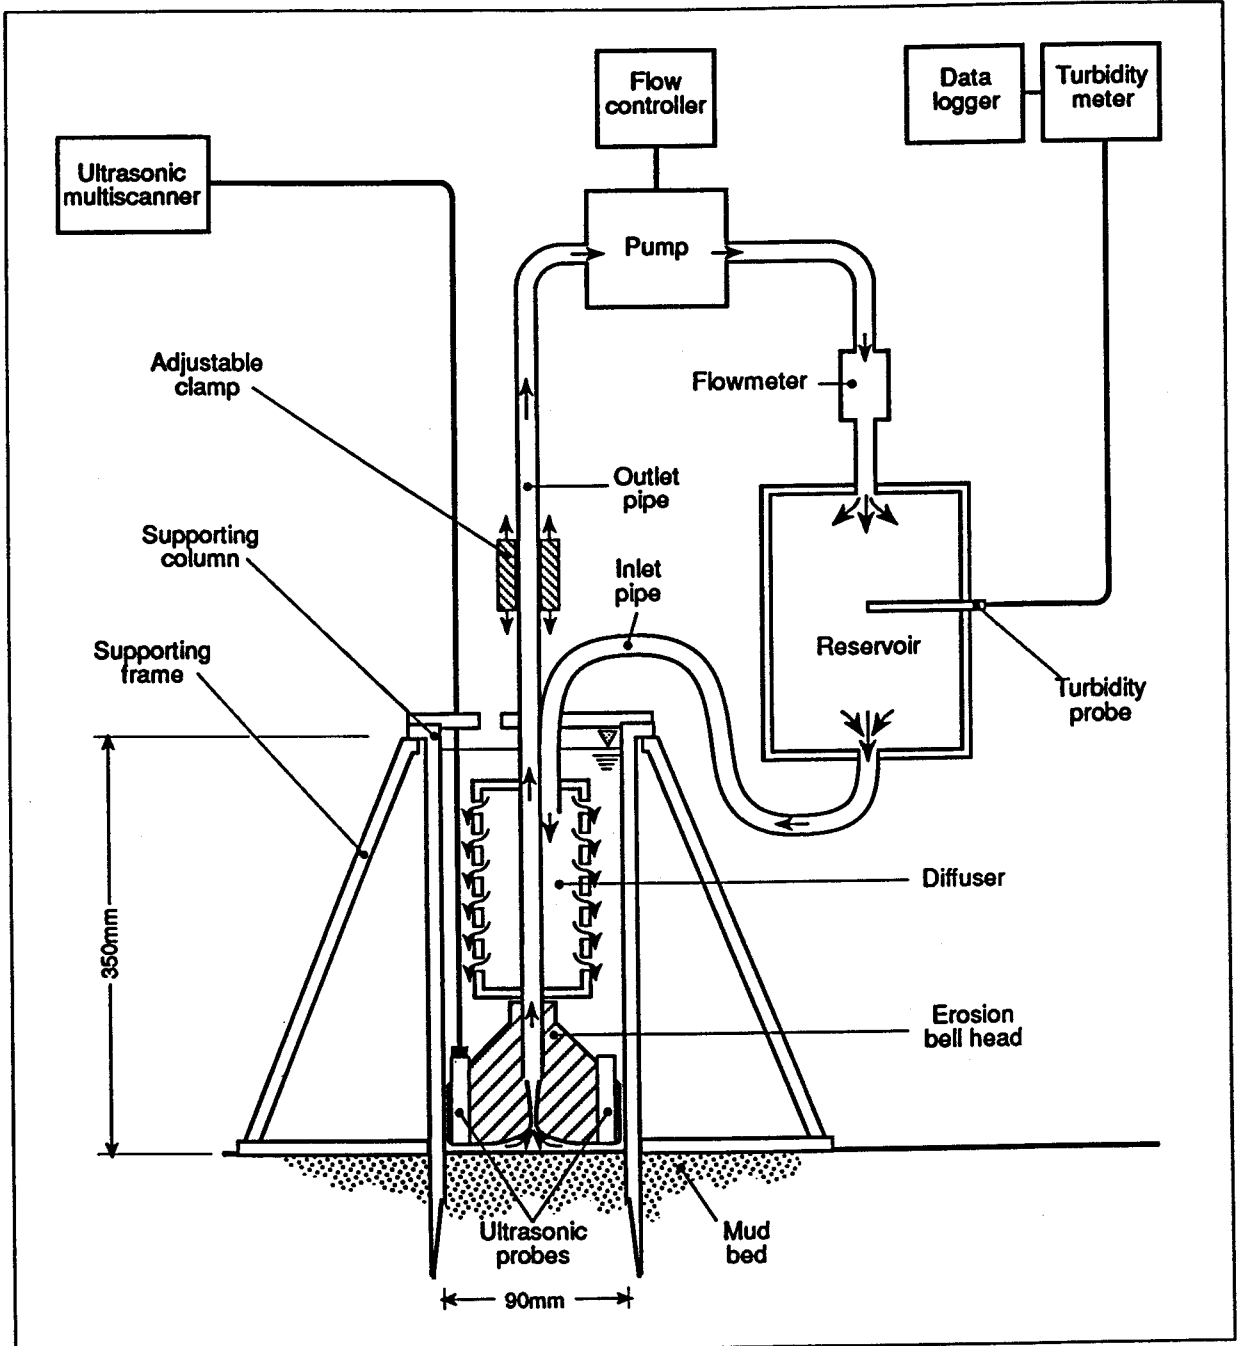 Flow
controller
Data
logger
Turbidity
meter
Ultrasonic
multiscanner
Pump
Adjustable
clamp
Flowmeter
Outlet
pipe
Supporting
column
Inlet
pipe
Supporting
frame
Reservoir
Turbidity
probe
Diffuser
350mm
Erosion
bell head
Ultrasonic
probes
Mud
bed
90mm